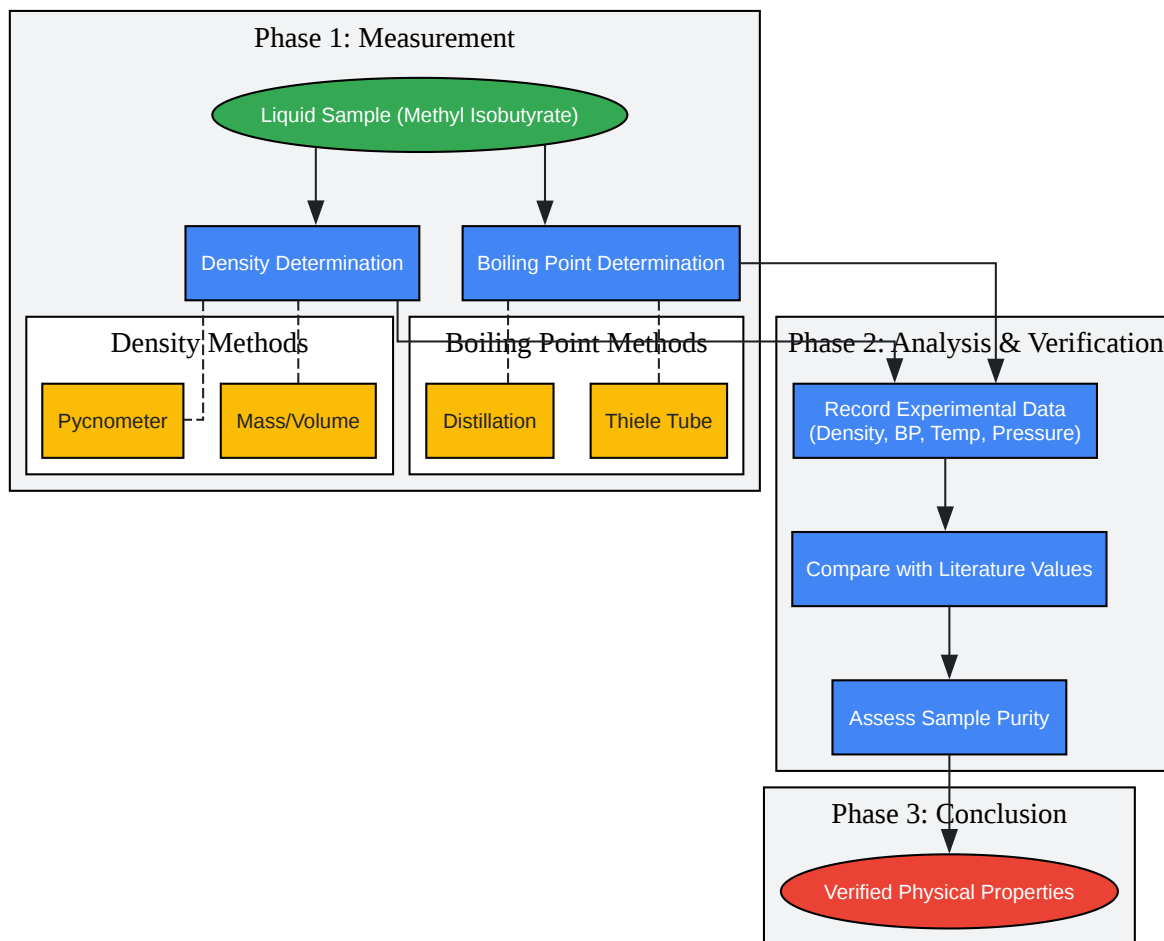 Phase 1: Measurement
Liquid Sample (Methyl Isobutyrate)
Density Determination
Boiling Point Determination
Density Methods
Boiling Point Methods
Pycnometer
Mass/Volume
Distillation
Thiele Tube
Phase 2: Analysis & Verification
Record Experimental Data
(Density, BP, Temp, Pressure)
Compare with Literature Values
Assess Sample Purity
Phase 3: Conclusion
Verified Physical Properties